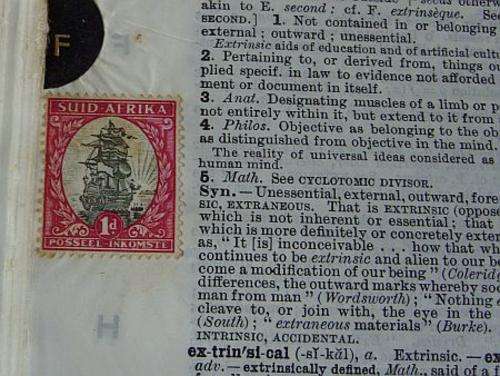 F
SUID-AFRIKA
1d
POSSEEL-INKOMSTE
akin to E. second; cf. F. extrinsèque. See
SECOND.] 1. Not contained in or belonging
external; outward; unessential.
Extrinsic aids of education and of artificial cultu
2. Pertaining to, or derived from, things ou
plied specif. in law to evidence not afforded
ment or document in itself.
3. Anat. Designating muscles of a limb or p
not entirely within it, but extend to it from
4. Philos. Objective as belonging to the ob
as distinguished from objective in the mind.
The reality of universal ideas considered as
human mind.
5. Math. See CYCLOTOMIC DIVISOR.
Syn. — Unessential, external, outward, fore
SIC, EXTRANEOUS. That is EXTRINSIC (oppos
which is not inherent or essential; that
which is more definitely or concretely exter
as, "It [is] inconceivable . . . how that wh
continues to be extrinsic and alien to our be
come a modification of our being" (Colerid
differences, the outward marks whereby soc
man from man" (Wordsworth); "Nothing
cleave to, or join with, the eye in the
(South); "extraneous materials" (Burke).
INTRINSIC, ACCIDENTAL.
ex-trin'si-cal (-sĭ-kăl), a. Extrinsic. — ex
adv. — extrinsically defined, Math., said of a